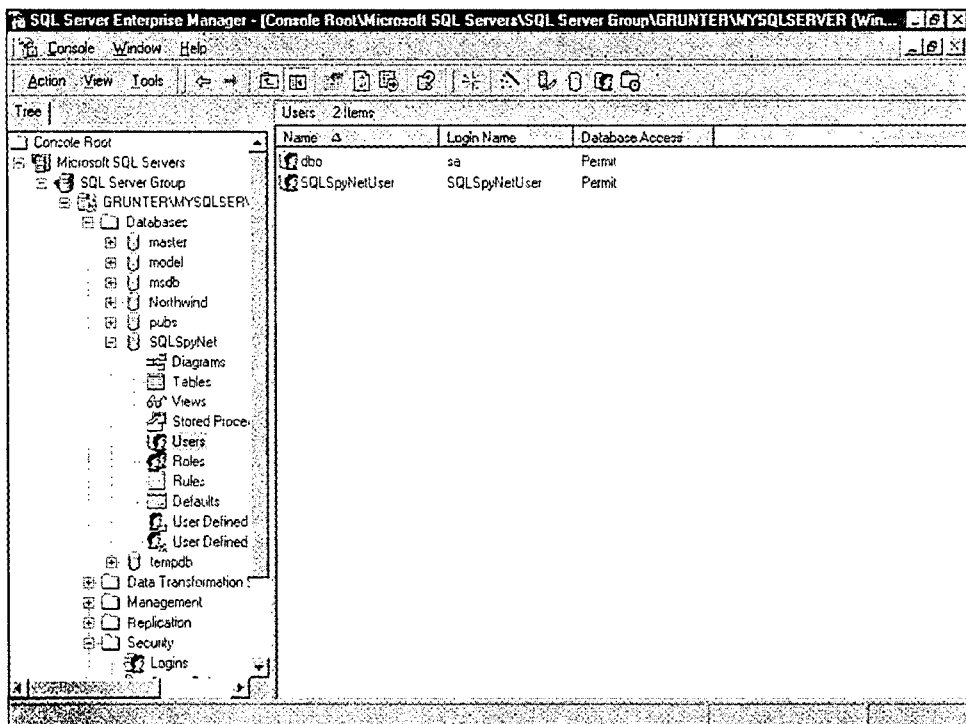 SQL Server Enterprise Manager - [Console Root\Microsoft SQL Servers\SQL Server Group\GRUNTER\MYSQLSERVER (Win...
Console Window Help
Action View Tools
Tree
Users 2 Items
Console Root
Microsoft SQL Servers
SQL Server Group
GRUNTER\MYSQLSER\
Databases
master
model
msdb
Northwind
pubs
SQLSpyNet
Diagrams
Tables
Views
Stored Proce
Users
Roles
Rules
Defaults
User Defined
User Defined
tempdb
Data Transformation
Management
Replication
Security
Logins
Name Login Name Database Access
dbo sa Permit
SQLSpyNetUser SQLSpyNetUser Permit